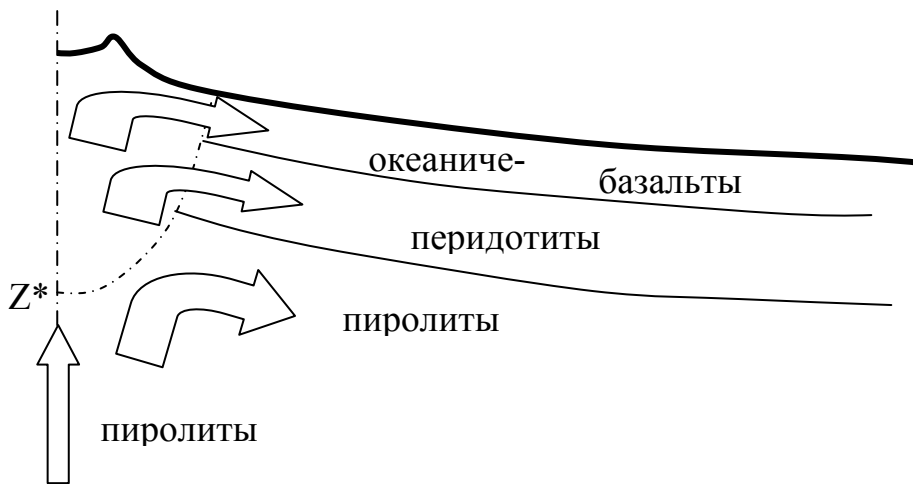 океаниче-
базальты
перидотиты
Z*
пиролиты
пиролиты